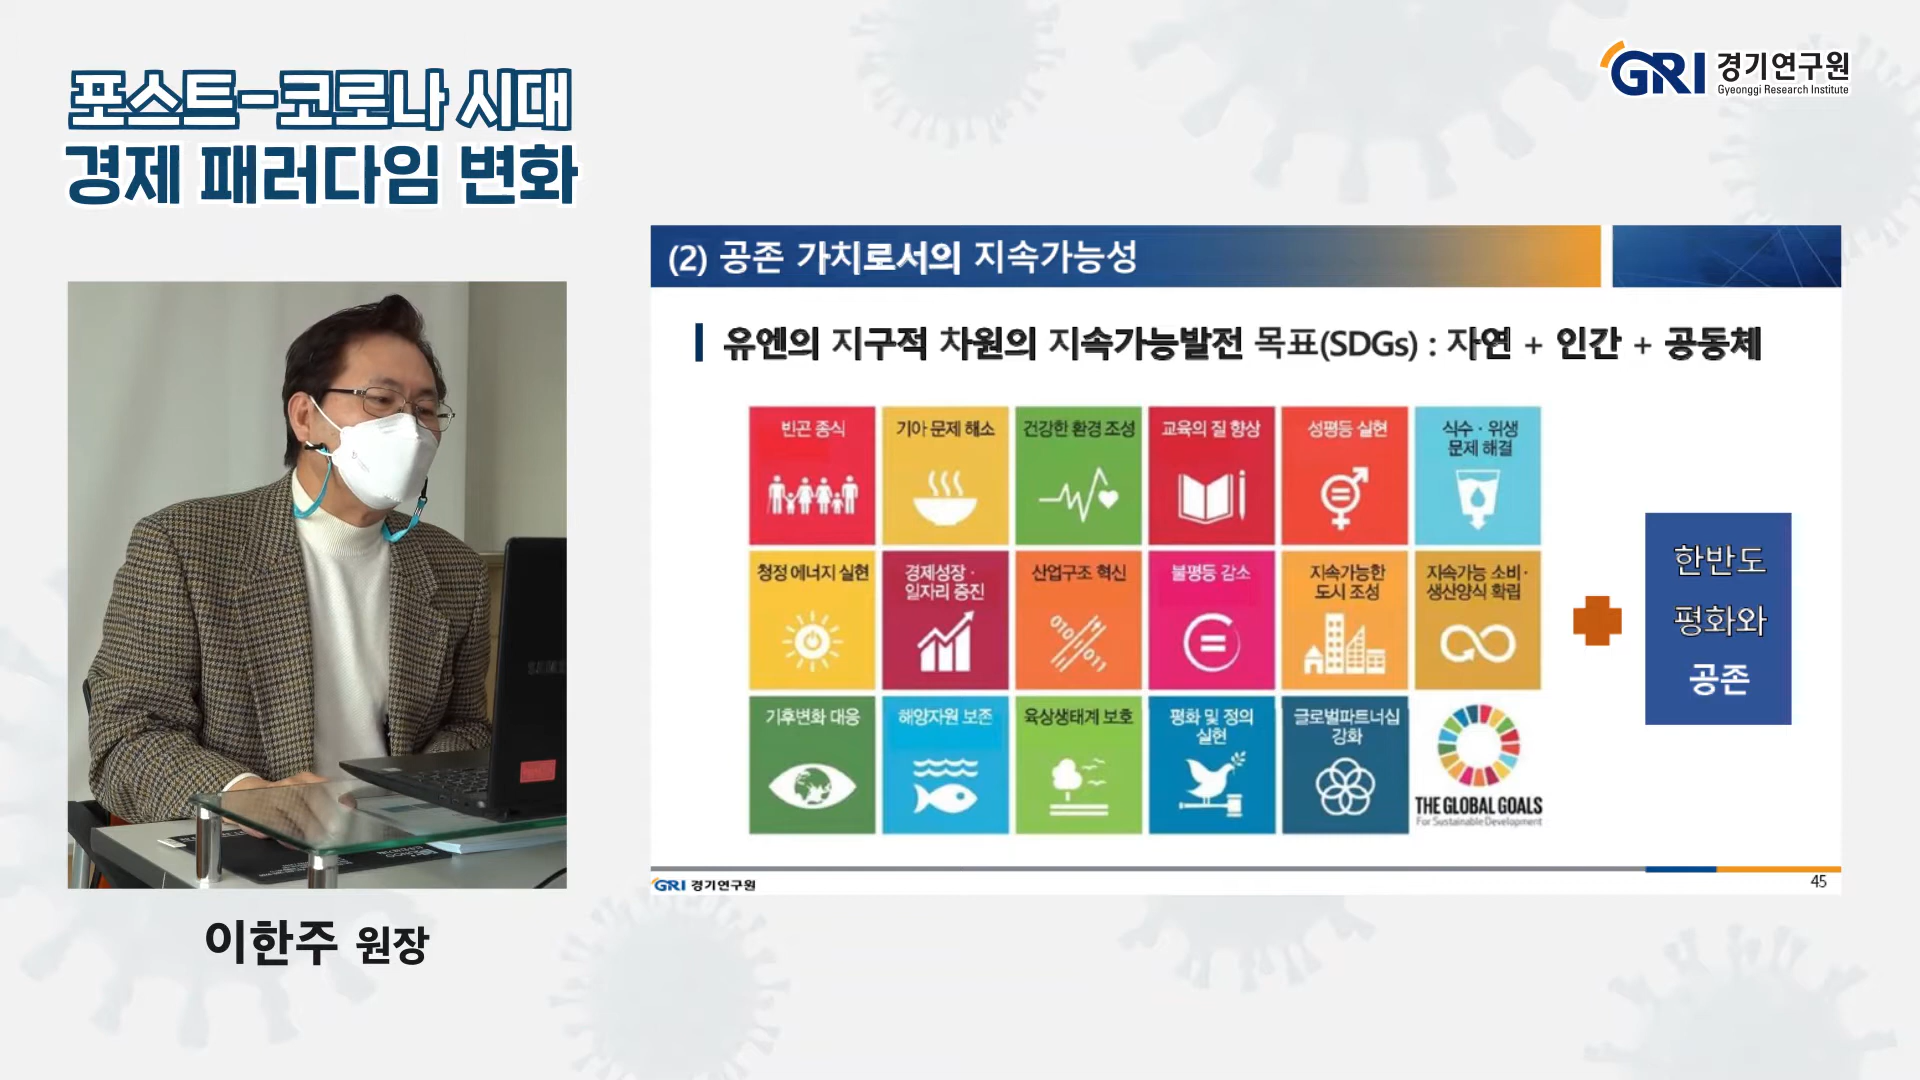 포스트-코로나 시대
경제 패러다임 변화
GRI 경기연구원
Gyeonggi Research Institute
(2) 공존 가치로서의 지속가능성
유엔의 지구적 차원의 지속가능발전 목표(SDGs) : 자연 + 인간 + 공동체
빈곤 종식
기아 문제 해소
건강한 환경 조성
교육의 질 향상
성평등 실현
식수 · 위생
문제 해결
청정 에너지 실현
경제성장 ·
일자리 증진
산업구조 혁신
불평등 감소
지속가능한
도시 조성
지속가능 소비 ·
생산양식 확립
기후변화 대응
해양자원 보존
육상생태계 보호
평화 및 정의
실현
글로벌파트너십
강화
THE GLOBAL GOALS
For Sustainable Development
한반도
평화와
공존
GRI 경기연구원
45
이한주 원장